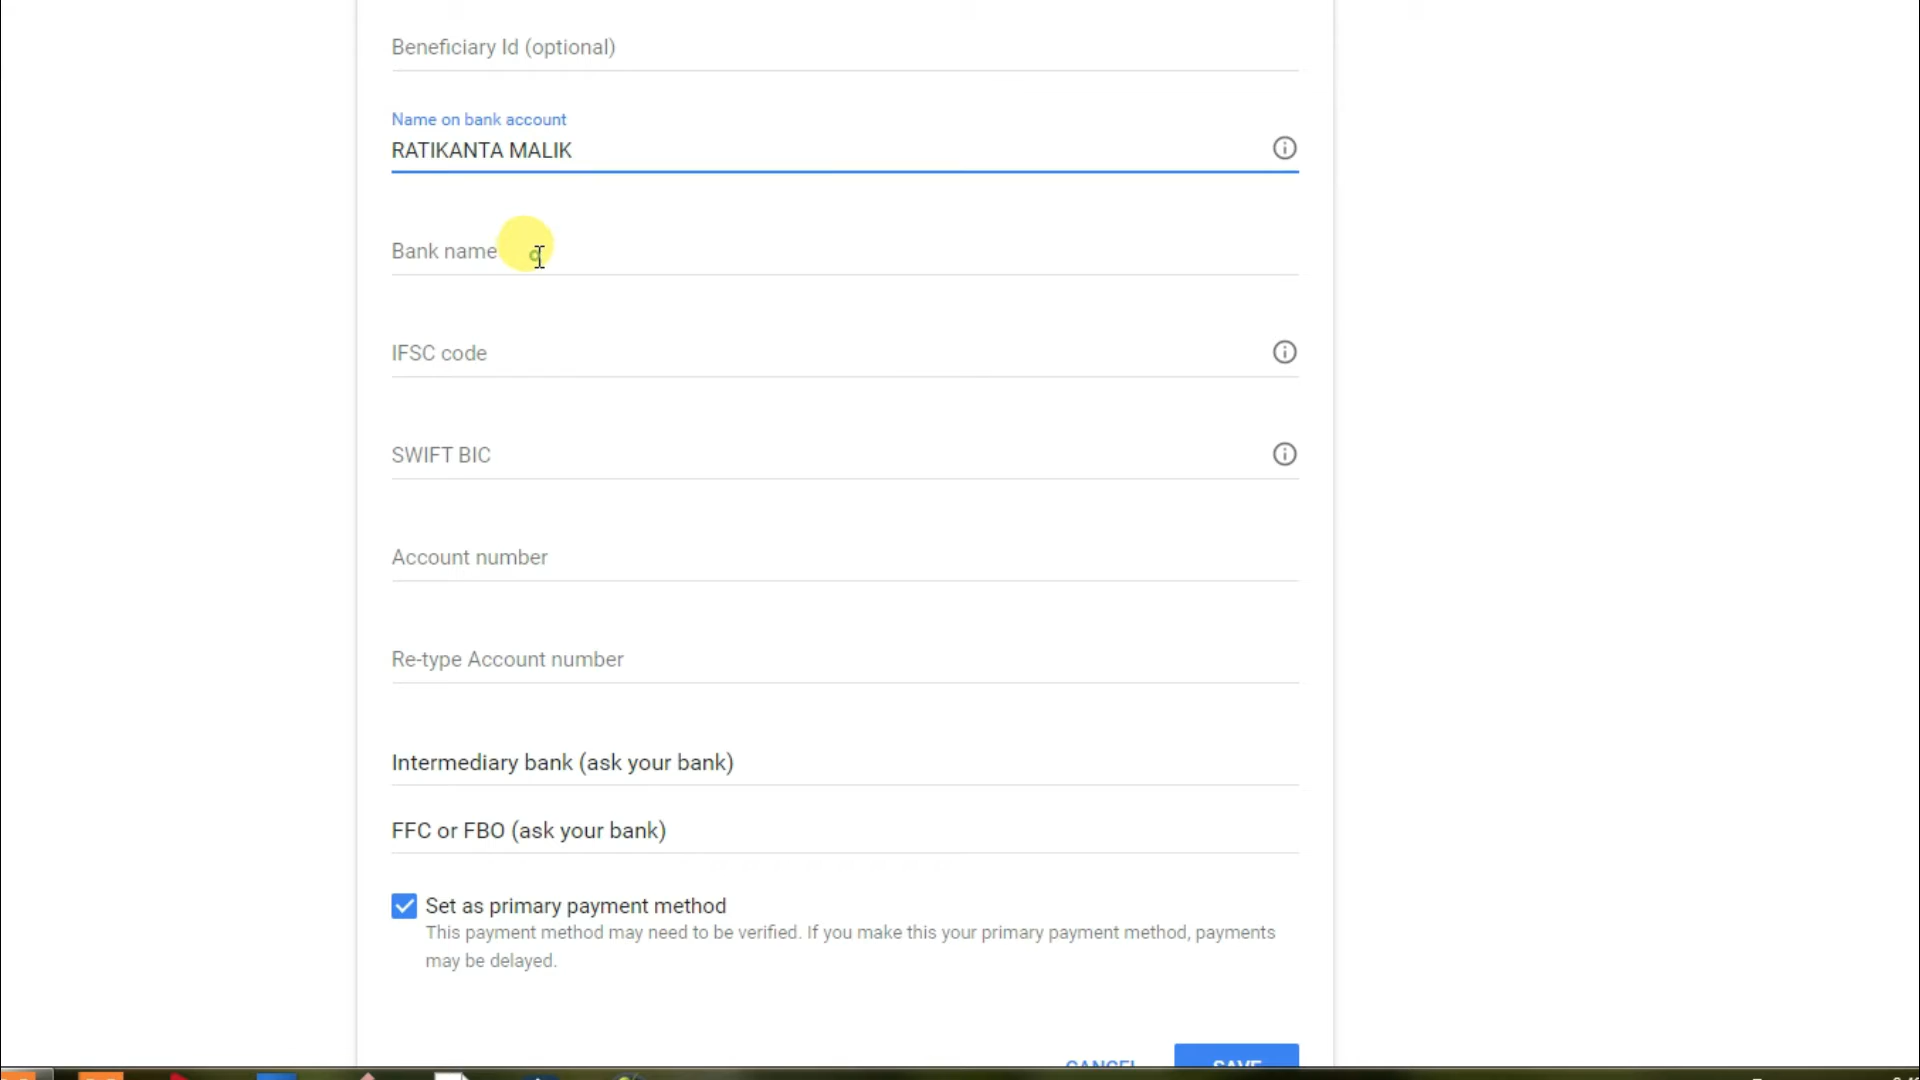 Beneficiary Id (optional)
Name on bank account
RATIKANTA MALIK
Bank name
IFSC code
SWIFT BIC
Account number
Re-type Account number
Intermediary bank (ask your bank)
FFC or FBO (ask your bank)
Set as primary payment method
This payment method may need to be verified. If you make this your primary payment method, payments
may be delayed.
CANCEL SAVE